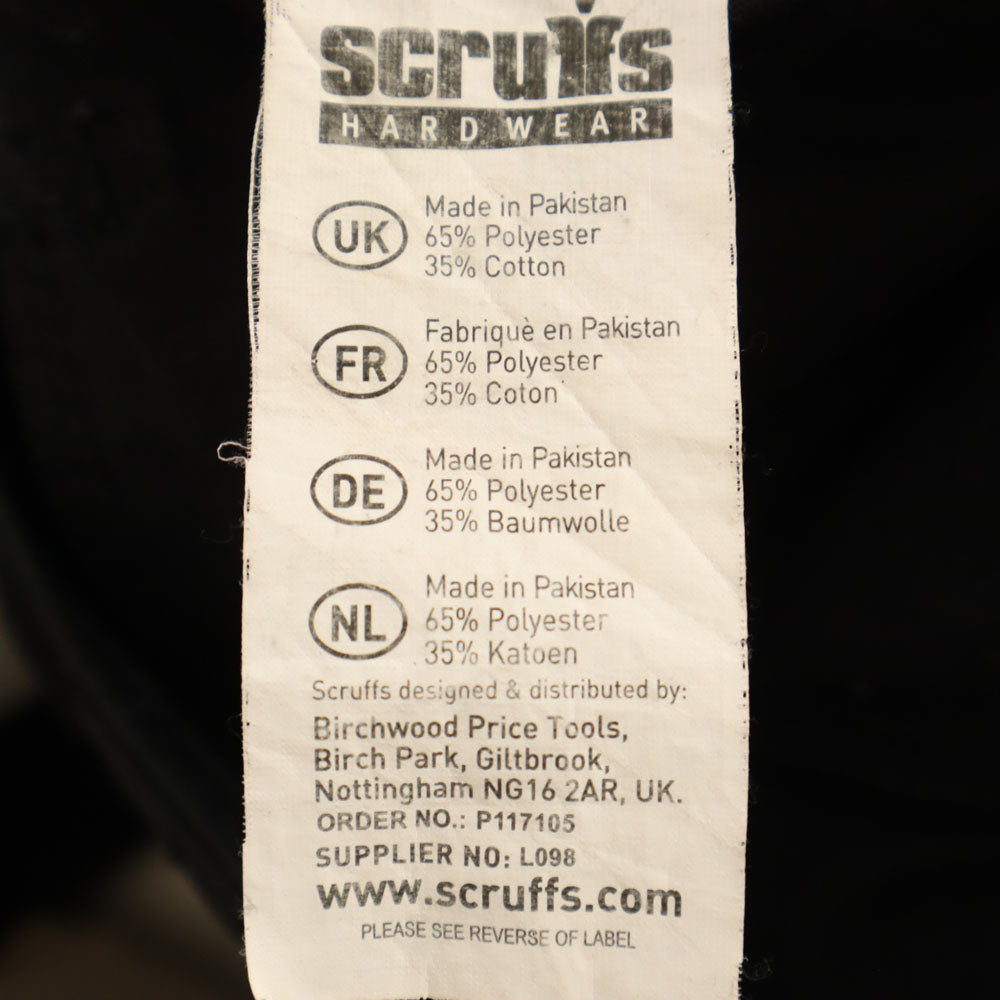 scruffs
HARDWEAR
UK
Made in Pakistan
65% Polyester
35% Cotton
FR
Fabriquè en Pakistan
65% Polyester
35% Coton
DE
Made in Pakistan
65% Polyester
35% Baumwolle
NL
Made in Pakistan
65% Polyester
35% Katoen
Scruffs designed & distributed by:
Birchwood Price Tools,
Birch Park, Giltbrook,
Nottingham NG16 2AR, UK.
ORDER NO.: P117105
SUPPLIER NO: L098
www.scruffs.com
PLEASE SEE REVERSE OF LABEL